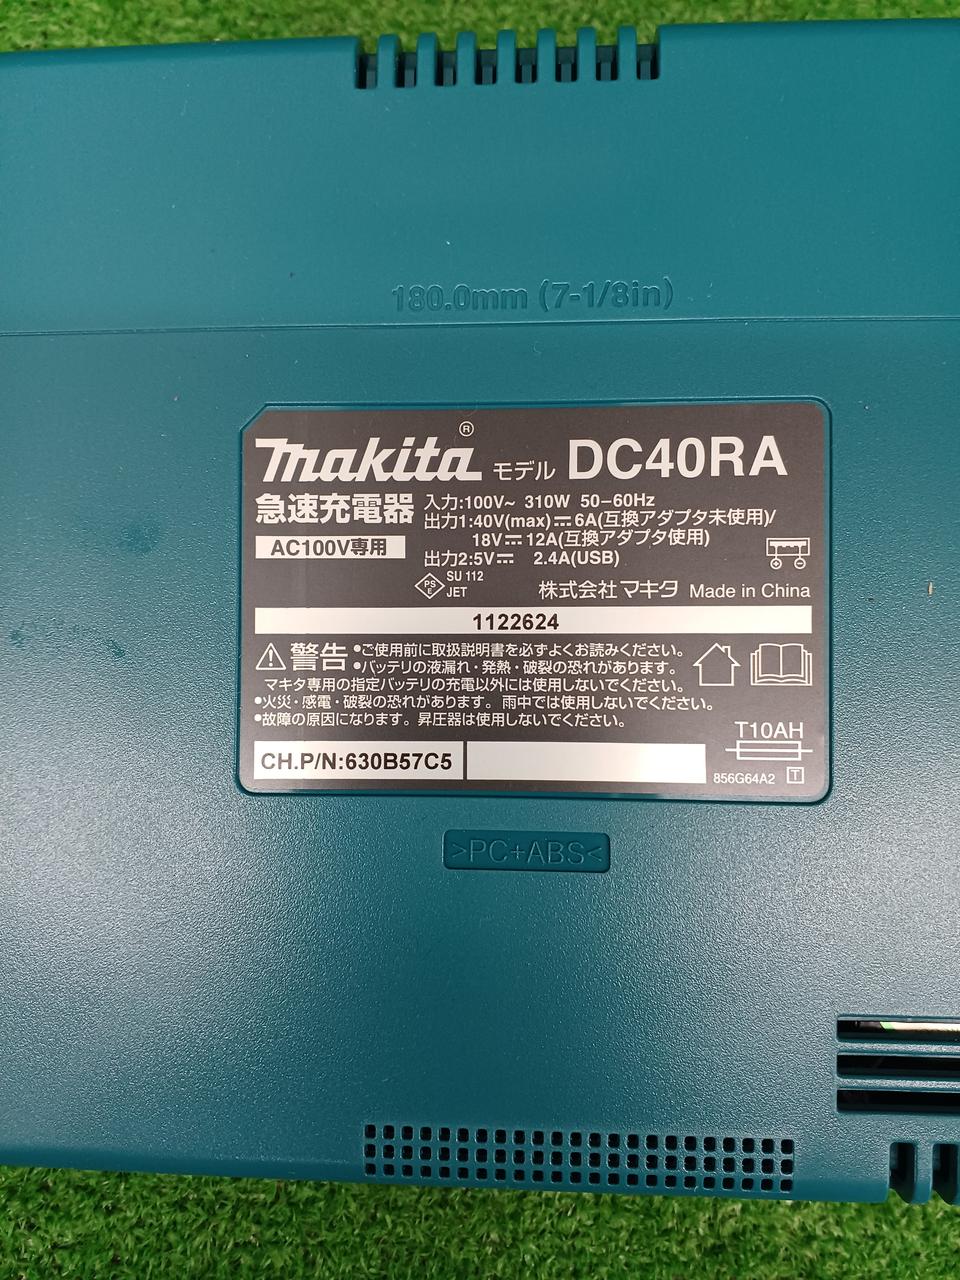 180.0mm (7-1/8in)
makita® モデル DC40RA
急速充電器
AC100V専用
入力:100V~ 310W 50-60Hz
出力1:40V(max)⎓6A(互換アダプタ未使用)/
18V⎓12A(互換アダプタ使用)
出力2:5V⎓ 2.4A(USB)
PSE SU 112
JET
株式会社 マキタ Made in China
1122624
警告 •ご使用前に取扱説明書を必ずよくお読みください。
•バッテリの液漏れ・発熱・破裂の恐れがあります。
マキタ専用の指定バッテリの充電以外には使用しないでください。
•火災・感電・破裂の恐れがあります。雨中では使用しないでください。
•故障の原因になります。昇圧器は使用しないでください。
T10AH
CH.P/N:630B57C5
856G64A2 T
>PC+ABS<